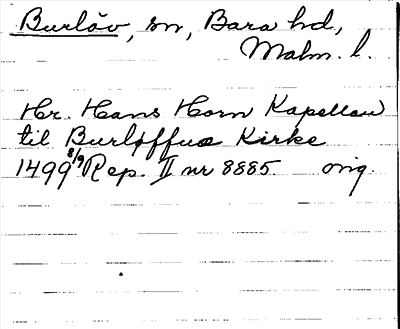 Burlöv, sn, Bara hd,
Malm. l.
Hr. Hans Horn Kapellan
til Burløffue Kirke
1499 8/9 Rep. II nr 8885. orig.